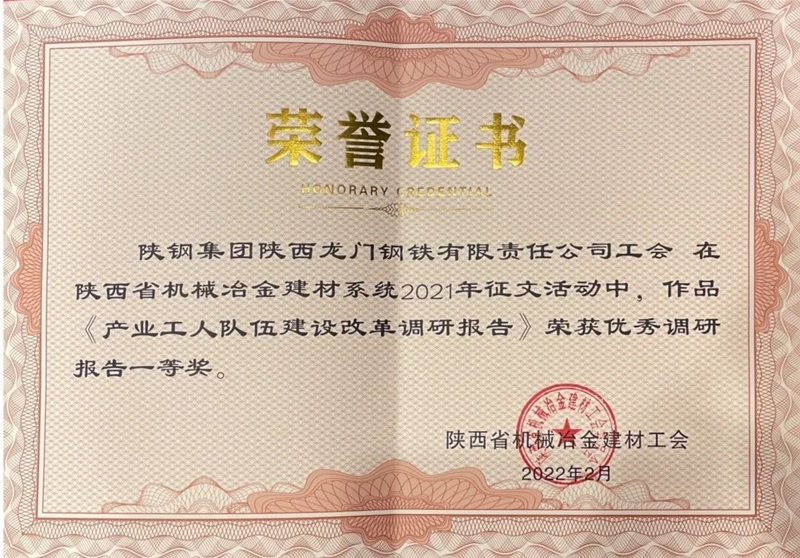 荣誉证书
HONORARY CREDENTIAL
陕钢集团陕西龙门钢铁有限责任公司工会 在
陕西省机械冶金建材系统2021年征文活动中，作品
《产业工人队伍建设改革调研报告》荣获优秀调研
报告一等奖。
陕西省机械冶金建材工会
2022年2月